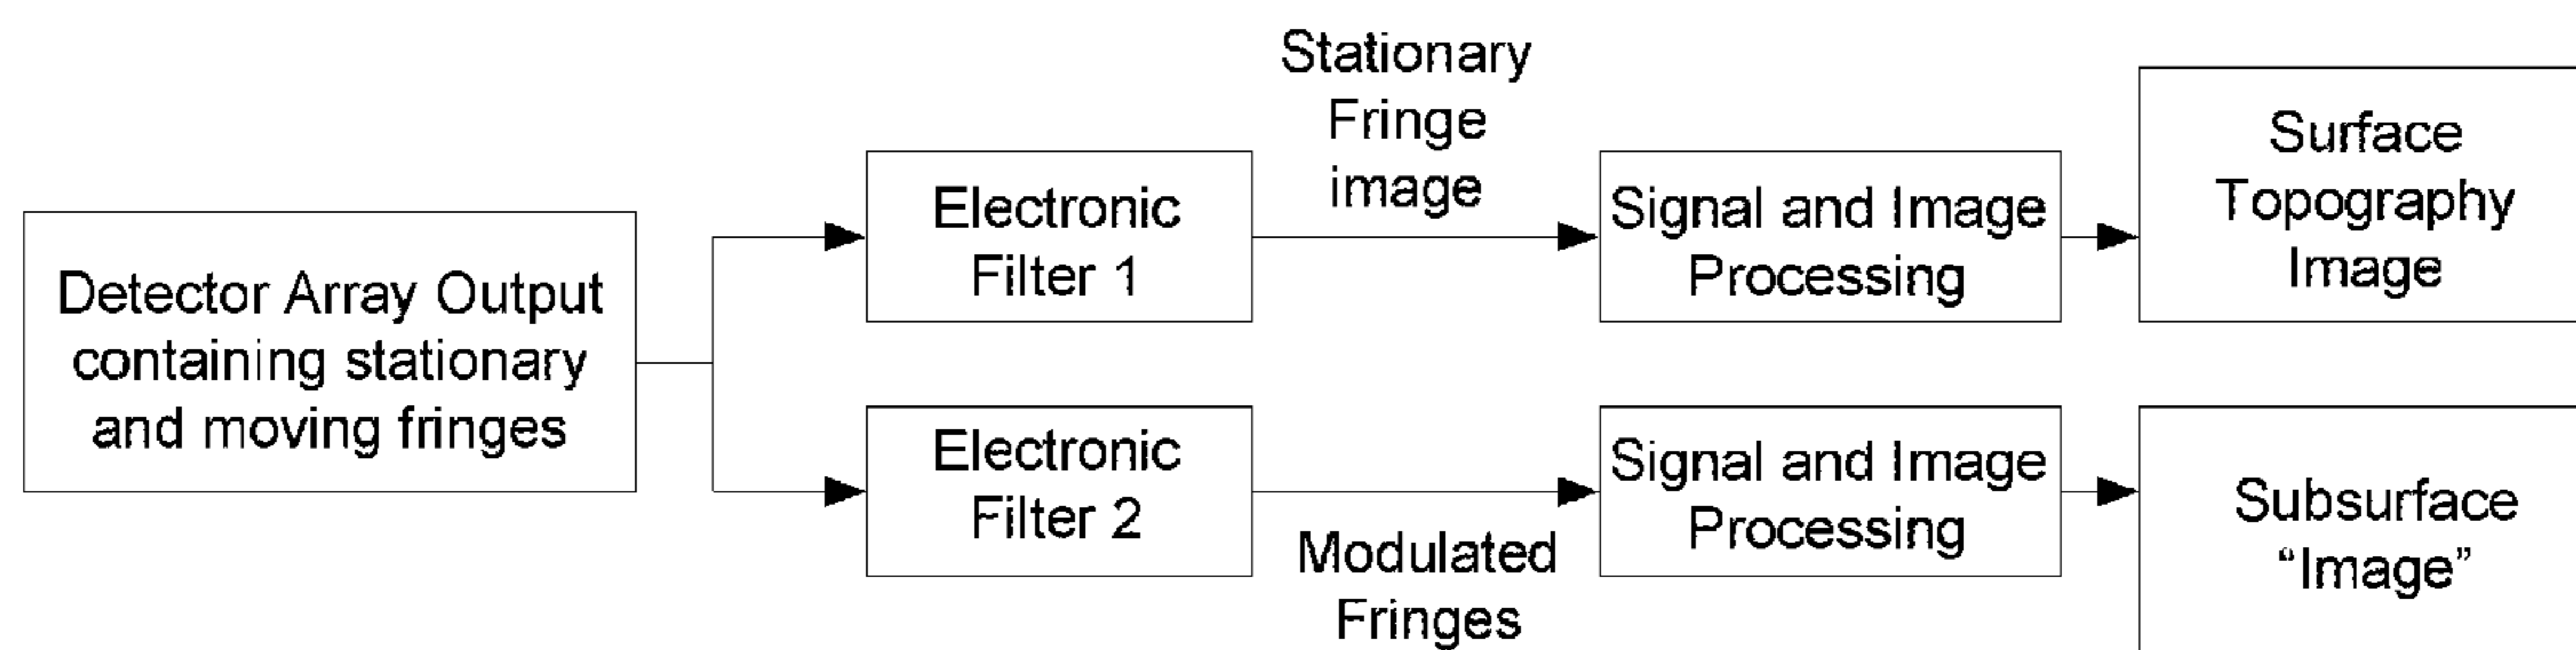 Detector Array Output
containing stationary
and moving fringes
Electronic
Filter 1
Stationary
Fringe
image
Signal and Image
Processing
Surface
Topography
Image
Electronic
Filter 2
Modulated
Fringes
Signal and Image
Processing
Subsurface
“Image”